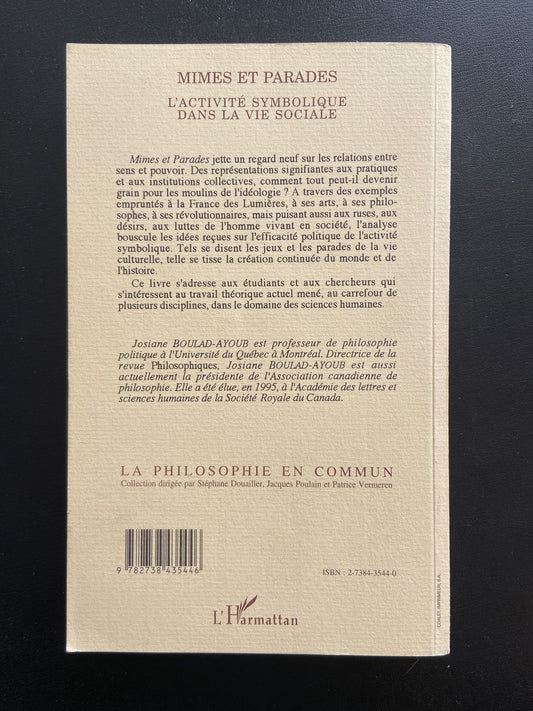 MIMES ET PARADES
L'ACTIVITÉ SYMBOLIQUE
DANS LA VIE SOCIALE
Mimes et Parades jette un regard neuf sur les relations entre
sens et pouvoir. Des représentations signifiantes aux pratiques
et aux institutions collectives, comment tout peut-il devenir
grain pour les moulins de l'idéologie ? A travers des exemples
empruntés à la France des Lumières, à ses arts, à ses philo-
sophes, à ses révolutionnaires, mais puisant aussi aux ruses, aux
désirs, aux luttes de l'homme vivant en société, l'analyse
bouscule les idées reçues sur l'efficacité politique de l'activité
symbolique. Tels se disent les jeux et les parades de la vie
culturelle, telle se tisse la création continuée du monde et de
l'histoire.
Ce livre s'adresse aux étudiants et aux chercheurs qui
s'intéressent au travail théorique actuel mené, au carrefour de
plusieurs disciplines, dans le domaine des sciences humaines.
Josiane BOULAD-AYOUB est professeur de philosophie
politique à l'Université du Québec à Montréal. Directrice de la
revue Philosophiques, Josiane BOULAD-AYOUB est aussi
actuellement la présidente de l'Association canadienne de
philosophie. Elle a été élue, en 1995, à l'Académie des lettres et
sciences humaines de la Société Royale du Canada.
LA PHILOSOPHIE EN COMMUN
Collection dirigée par Stéphane Douailler, Jacques Poulain et Patrice Vermeren
9 782738 435446
ISBN : 2-7384-3544-0
L'Harmattan
CORLET, IMPRIMEUR, S.A.